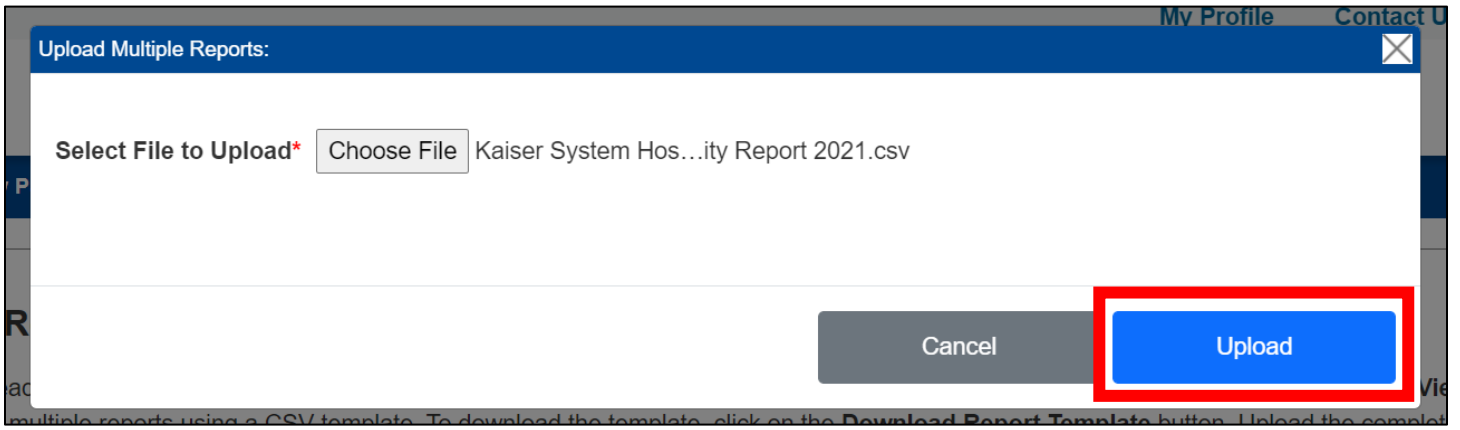 My Profile Contact U
Upload Multiple Reports:
Select File to Upload* Choose File Kaiser System Hos…ity Report 2021.csv
P
R
Cancel Upload
eac Vie
multiple reports using a CSV template. To download the template, click on the Download Report Template button. Upload the complet